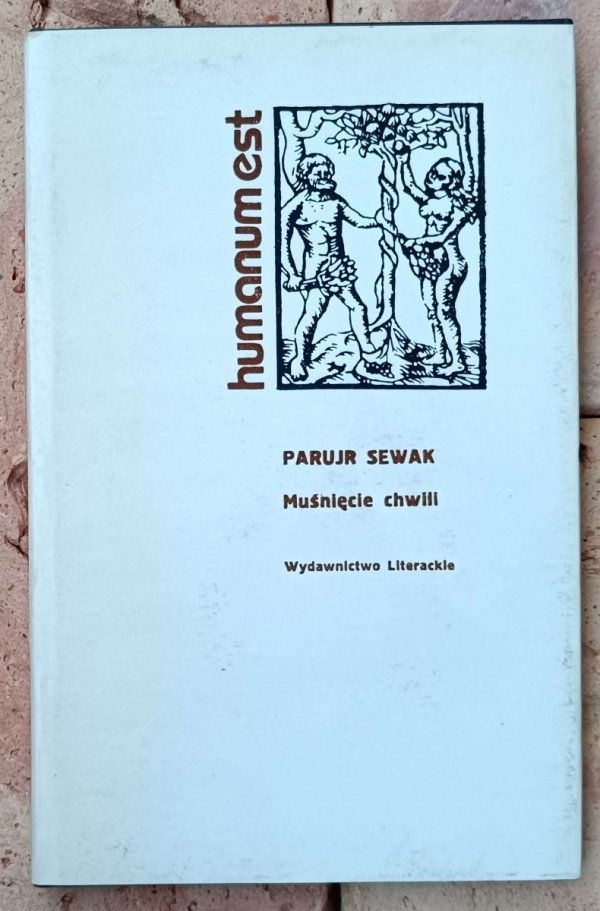 humanum est
PARUJR SEWAK
Muśnięcie chwili
Wydawnictwo Literackie